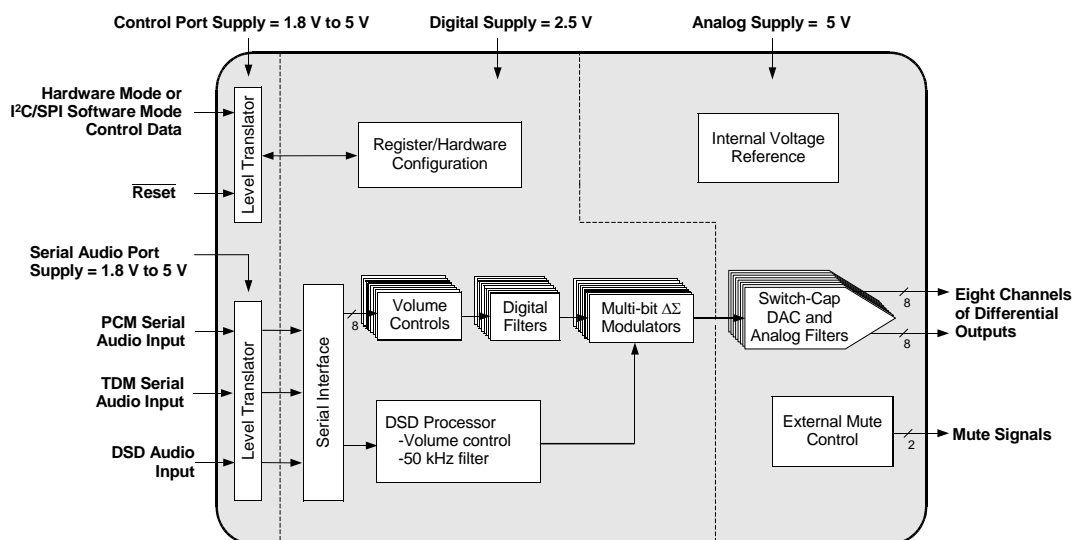 Control Port Supply = 1.8 V to 5 V
Digital Supply = 2.5 V
Analog Supply = 5 V
Hardware Mode or
I²C/SPI Software Mode
Control Data
Reset
Level Translator
Register/Hardware
Configuration
Internal Voltage
Reference
Serial Audio Port
Supply = 1.8 V to 5 V
PCM Serial
Audio Input
TDM Serial
Audio Input
DSD Audio
Input
Level Translator
Serial Interface
8
Volume
Controls
Digital
Filters
Multi-bit ΔΣ
Modulators
Switch-Cap
DAC and
Analog Filters
8
8
Eight Channels
of Differential
Outputs
DSD Processor
-Volume control
-50 kHz filter
External Mute
Control
2
Mute Signals